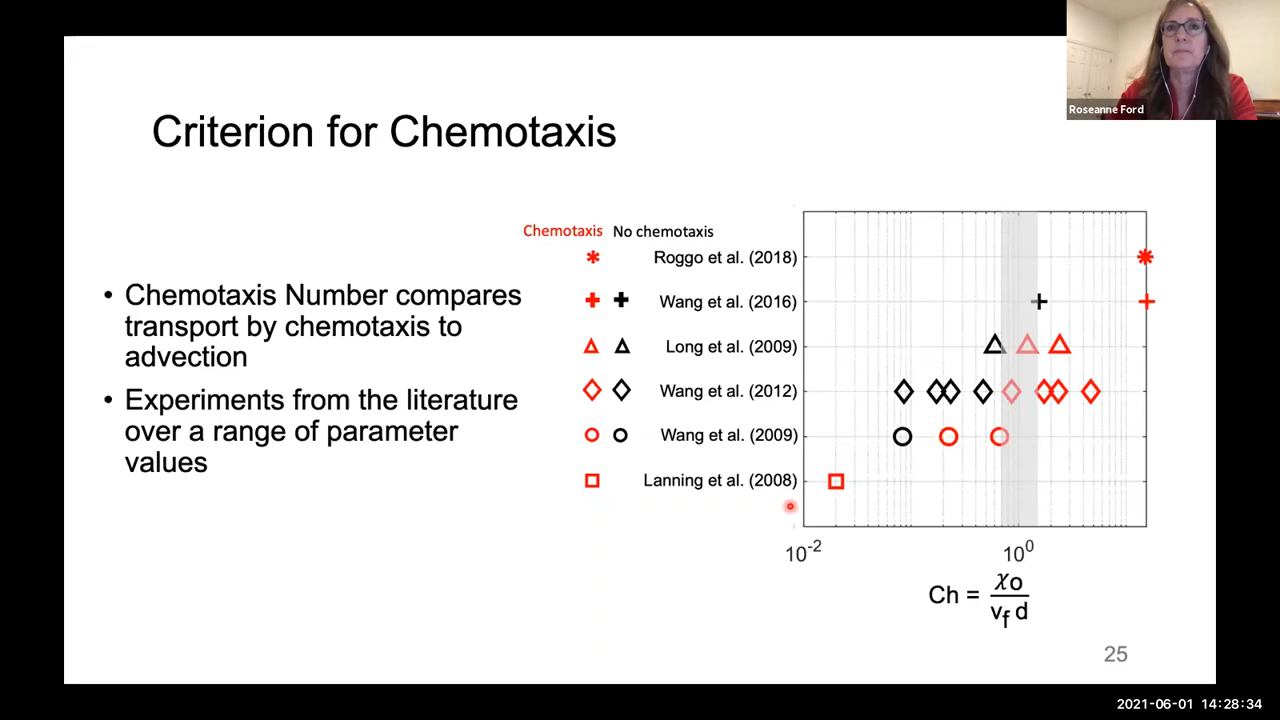 Roseanne Ford
Criterion for Chemotaxis
• Chemotaxis Number compares
transport by chemotaxis to
advection
• Experiments from the literature
over a range of parameter
values
Chemotaxis No chemotaxis
Roggo et al. (2018)
Wang et al. (2016)
Long et al. (2009)
Wang et al. (2012)
Wang et al. (2009)
Lanning et al. (2008)
10^-2 10^0
Ch = χo / vf d
25
2021-06-01 14:28:34